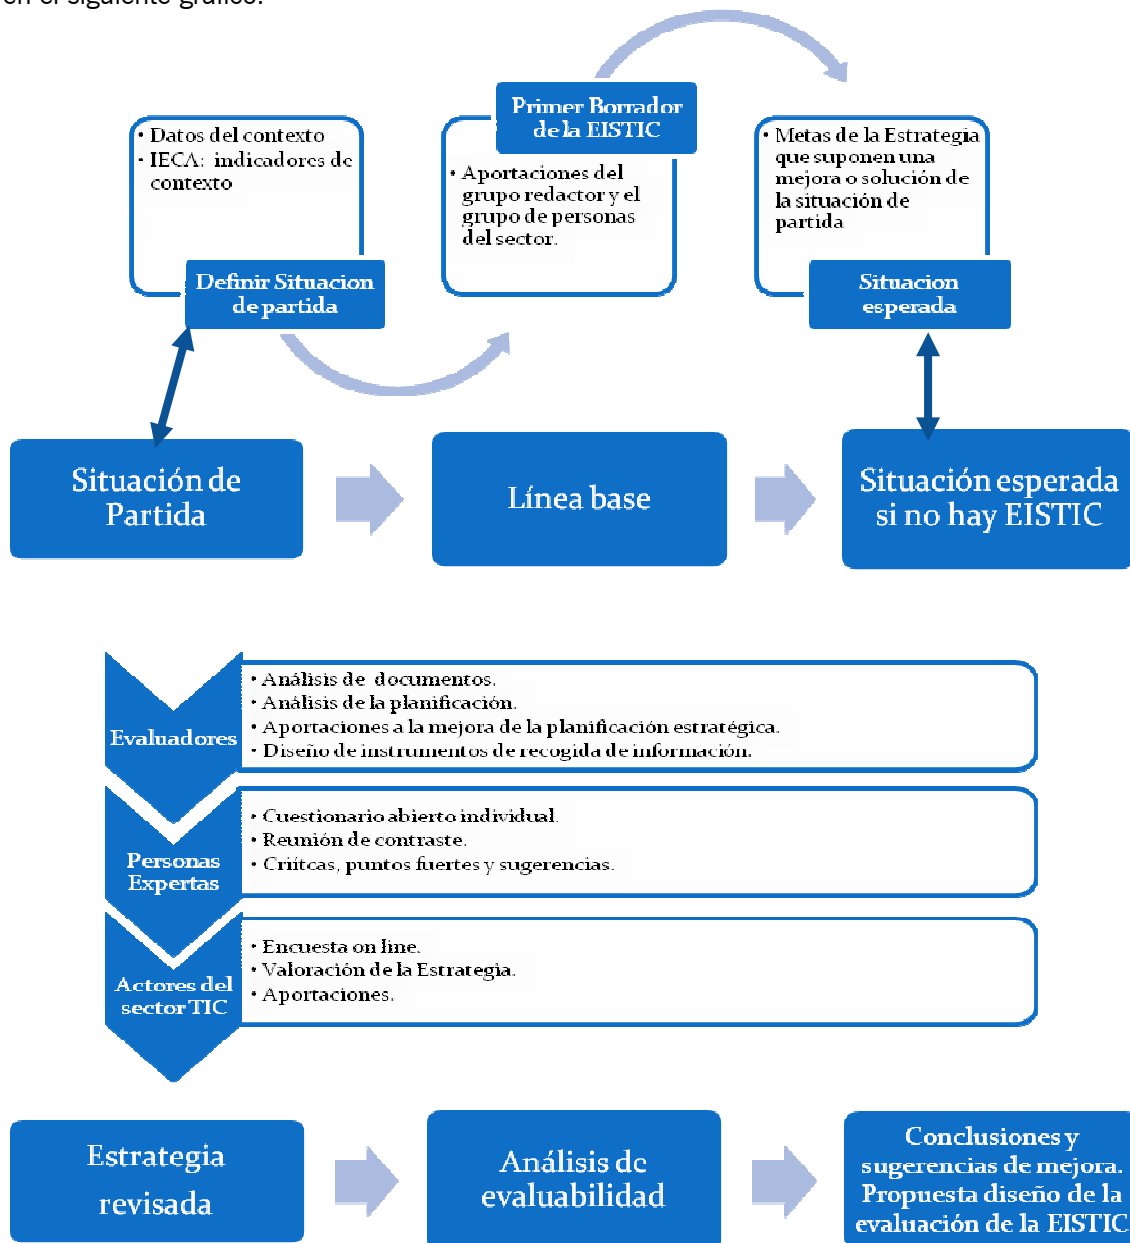 en el siguiente gráfico:
Primer Borrador
de la EISTIC
• Datos del contexto
• IECA: indicadores de
contexto
Definir Situacion
de partida
• Aportaciones del
grupo redactor y el
grupo de personas
del sector.
• Metas de la Estrategia
que suponen una
mejora o solución de
la situación de
partida
Situacion
esperada
Situación de
Partida
Línea base
Situación esperada
si no hay EISTIC
Evaluadores
• Análisis de documentos.
• Análisis de la planificación.
• Aportaciones a la mejora de la planificación estratégica.
• Diseño de instrumentos de recogida de información.
Personas
Expertas
• Cuestionario abierto individual.
• Reunión de contraste.
• Criítcas, puntos fuertes y sugerencias.
Actores del
sector TIC
• Encuesta on line.
• Valoración de la Estrategia.
• Aportaciones.
Estrategia
revisada
Análisis de
evaluabilidad
Conclusiones y
sugerencias de mejora.
Propuesta diseño de la
evaluación de la EISTIC